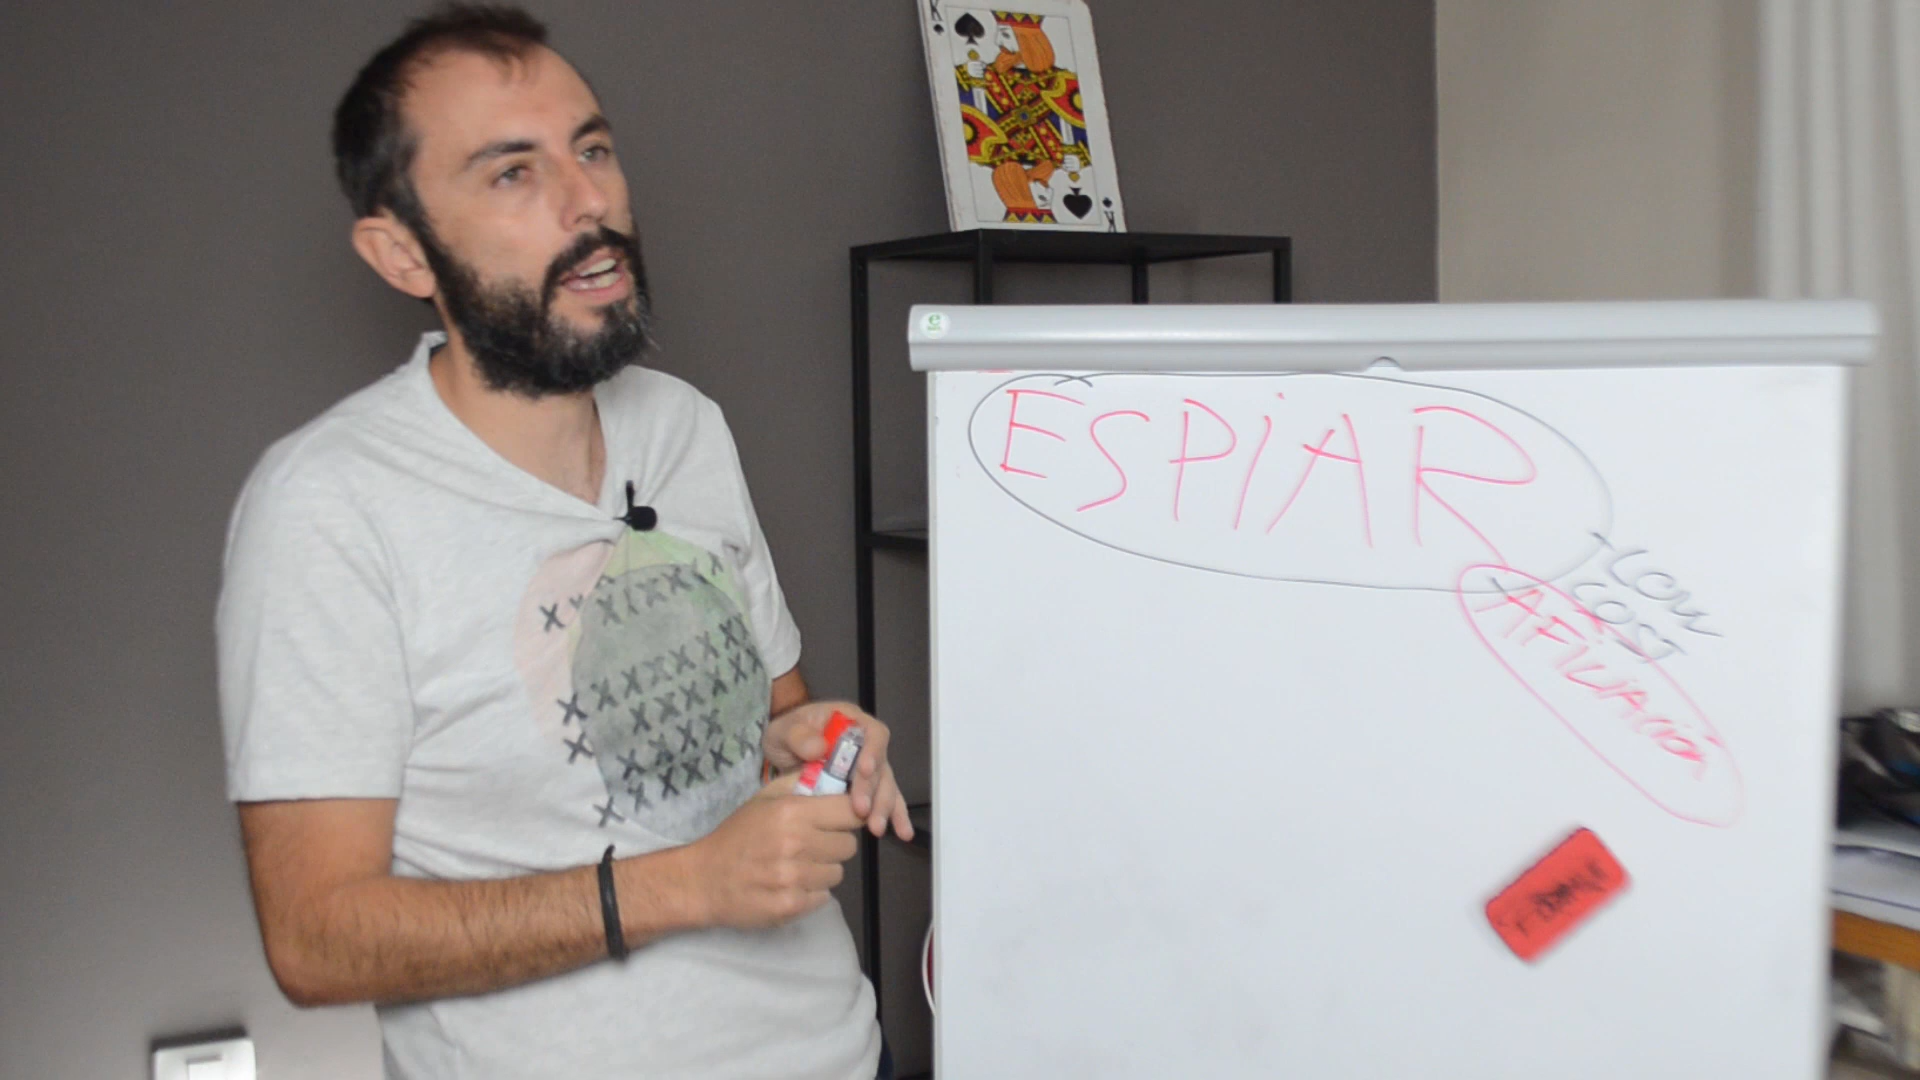 K
ESPIAR
LOW
COST
AFILIACIÓN
K